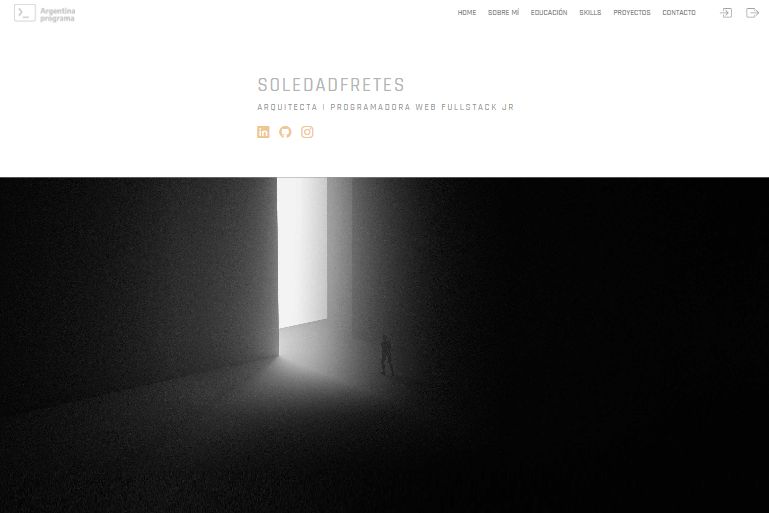 Argentina
programa
HOME SOBRE MÍ EDUCACIÓN SKILLS PROYECTOS CONTACTO
SOLEDADFRETES
ARQUITECTA | PROGRAMADORA WEB FULLSTACK JR